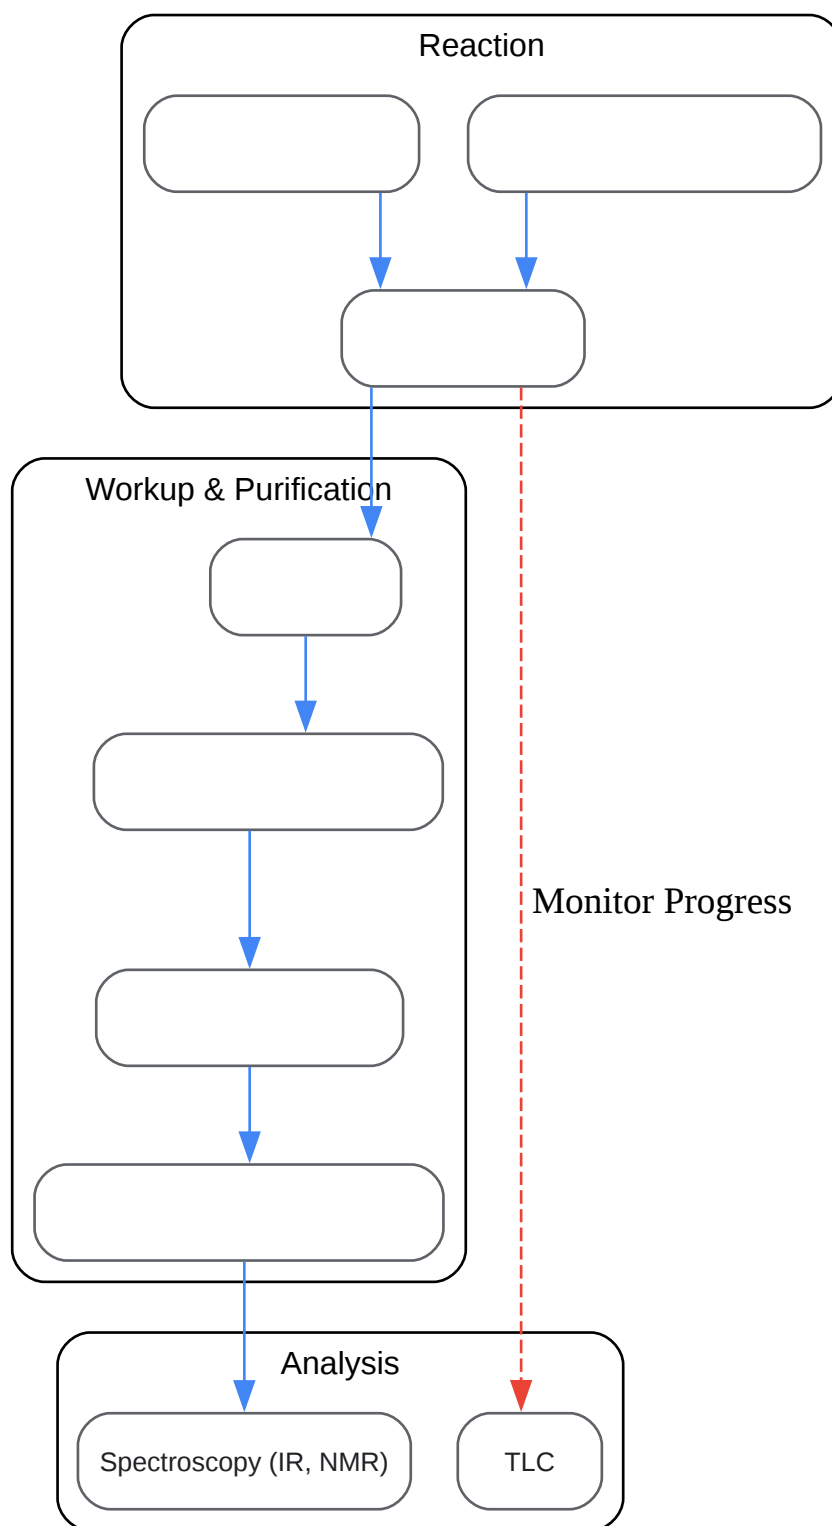 Reaction
Workup & Purification
Monitor Progress
Analysis
Spectroscopy (IR, NMR)
TLC